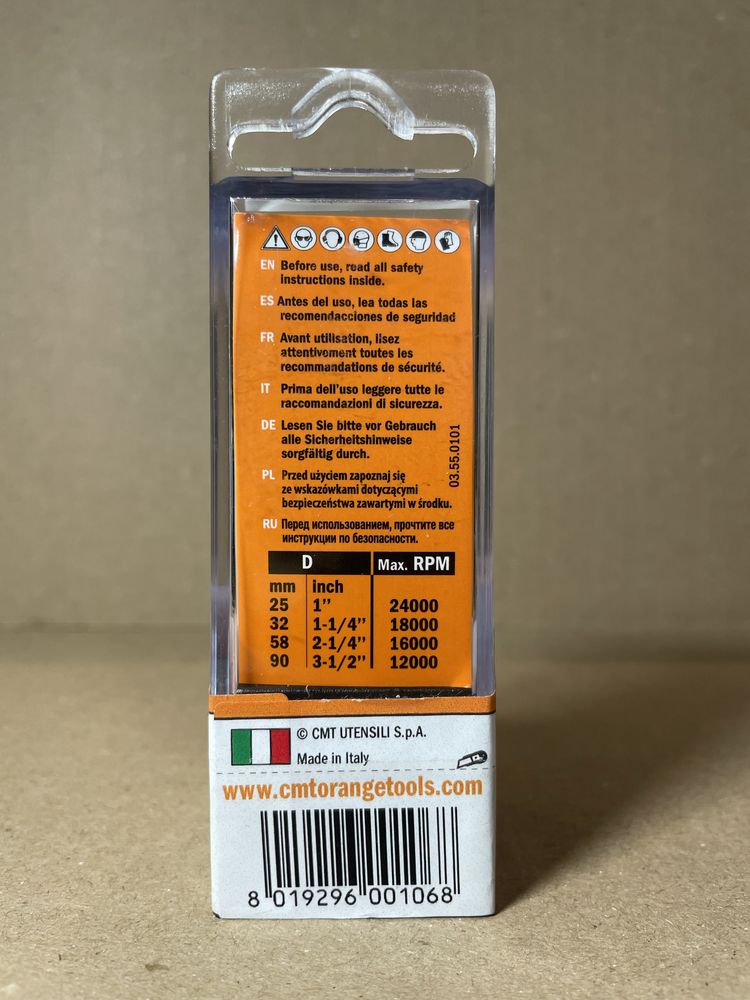 EN Before use, read all safety
instructions inside.
ES Antes del uso, lea todas las
recomendacciones de seguridad
FR Avant utilisation, lisez
attentivement toutes les
recommandations de sécurité.
IT Prima dell'uso leggere tutte le
raccomandazioni di sicurezza.
DE Lesen Sie bitte vor Gebrauch
alle Sicherheitshinweise
sorgfältig durch.
03.55.0101
PL Przed użyciem zapoznaj się
ze wskazówkami dotyczącymi
bezpieczeństwa zawartymi w środku.
RU Перед использованием, прочтите все
инструкции по безопасности.
D Max. RPM
mm inch
25 1” 24000
32 1-1/4” 18000
58 2-1/4” 16000
90 3-1/2” 12000
© CMT UTENSILI S.p.A.
Made in Italy
www.cmtorangetools.com
8 019296 001068